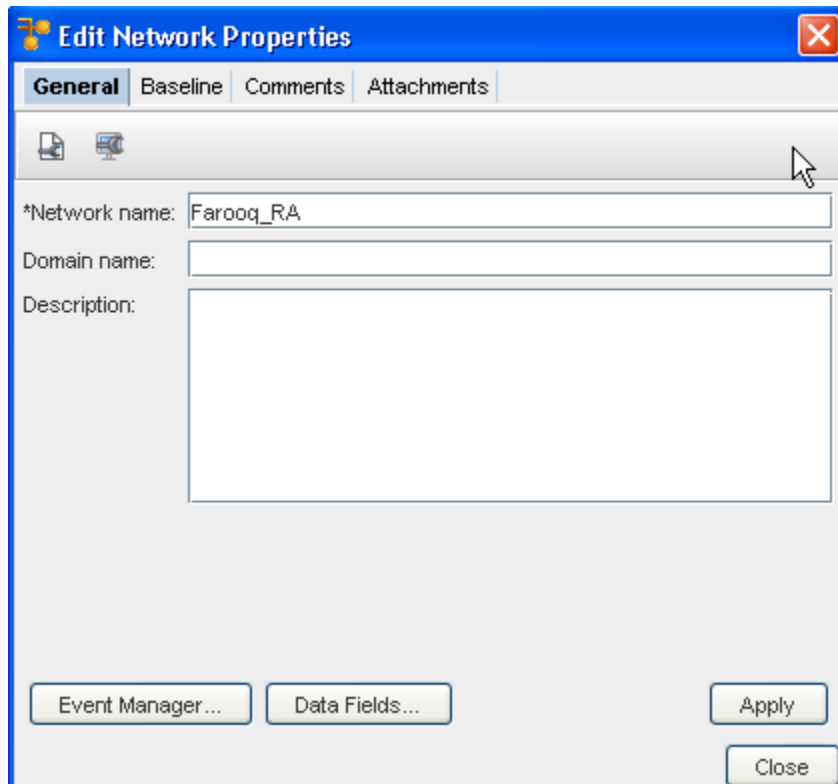 Edit Network Properties
General Baseline Comments Attachments
*Network name: Farooq_RA
Domain name:
Description:
Event Manager... Data Fields... Apply
Close